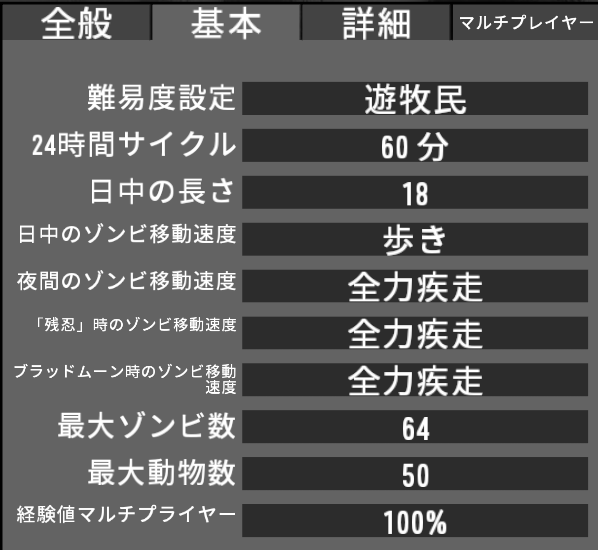 全般 基本 詳細 マルチプレイヤー
難易度設定 遊牧民
24時間サイクル 60 分
日中の長さ 18
日中のゾンビ移動速度 歩き
夜間のゾンビ移動速度 全力疾走
「残忍」時のゾンビ移動速度 全力疾走
ブラッドムーン時のゾンビ移動
速度 全力疾走
最大ゾンビ数 64
最大動物数 50
経験値マルチプライヤー 100%